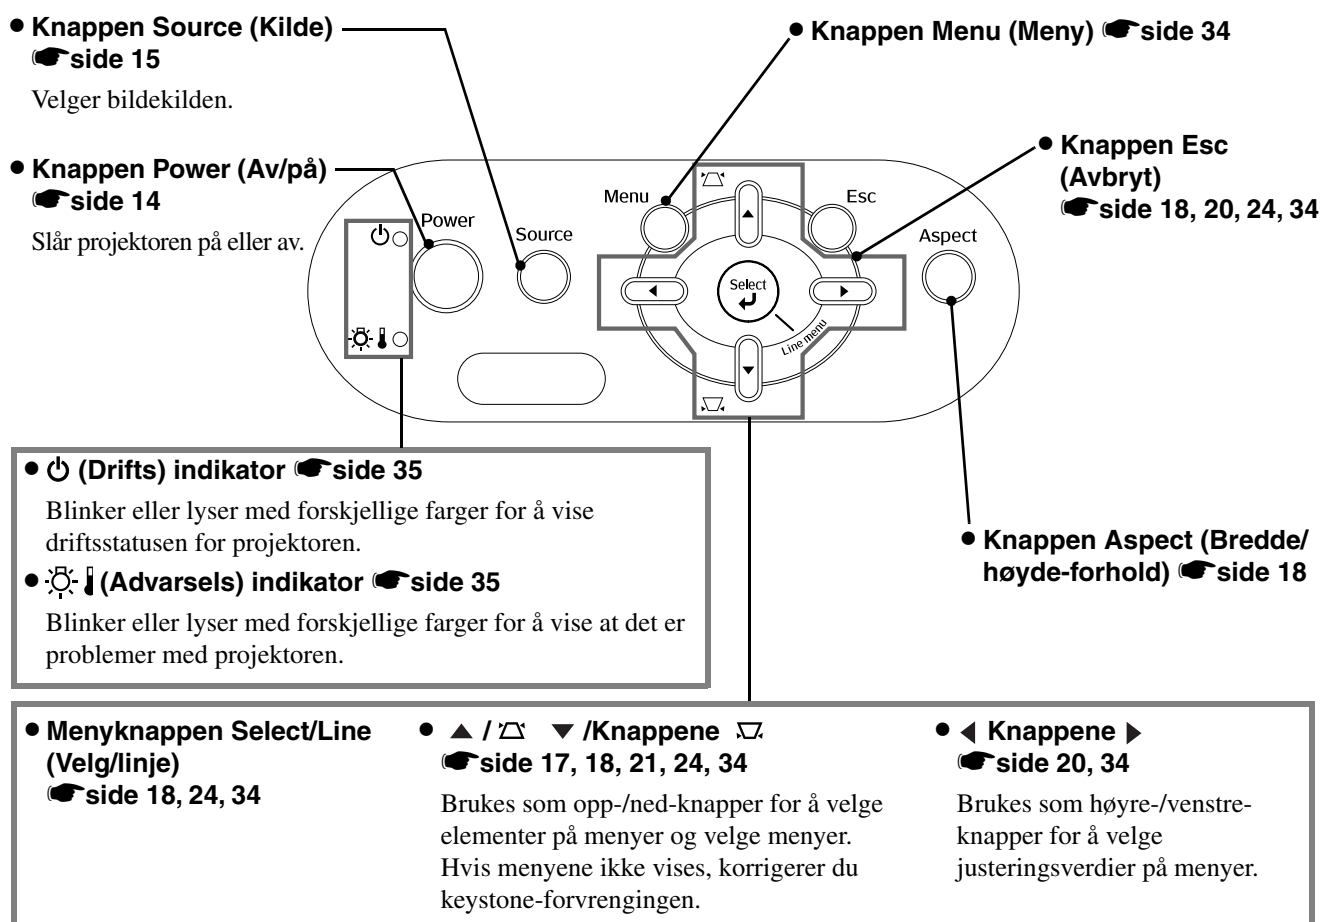 ● Knappen Source (Kilde)
☛side 15
Velger bildekilden.
● Knappen Menu (Meny) ☛side 34
● Knappen Power (Av/på)
☛side 14
Slår projektoren på eller av.
● Knappen Esc
(Avbryt)
☛side 18, 20, 24, 34
Power
Source
Menu
Esc
Aspect
Select
Line menu
● ⏻ (Drifts) indikator ☛side 35
Blinker eller lyser med forskjellige farger for å vise
driftsstatusen for projektoren.
● (Advarsels) indikator ☛side 35
Blinker eller lyser med forskjellige farger for å vise at det er
problemer med projektoren.
● Knappen Aspect (Bredde/
høyde-forhold) ☛side 18
● Menyknappen Select/Line
(Velg/linje)
☛side 18, 24, 34
● ▲ / ▼ /Knappene
☛side 17, 18, 21, 24, 34
Brukes som opp-/ned-knapper for å velge
elementer på menyer og velge menyer.
Hvis menyene ikke vises, korrigerer du
keystone-forvrengingen.
● ◀ Knappene ▶
☛side 20, 34
Brukes som høyre-/venstre-
knapper for å velge
justeringsverdier på menyer.